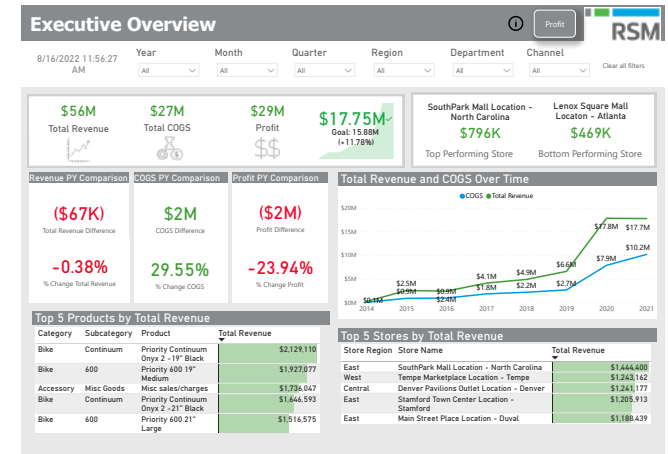 Executive Overview
i
Profit
RSM
8/16/2022 11:56:27 AM
Year
Month
Quarter
Region
Department
Channel
All
All
All
All
All
All
Clear all filters
$56M
Total Revenue
$27M
Total COGS
$29M
Profit
$$
$17.75M
Goal: 15.88M
(+11.78%)
SouthPark Mall Location -
North Carolina
$796K
Top Performing Store
Lenox Square Mall
Locaton - Atlanta
$469K
Bottom Performing Store
Revenue PY Comparison
COGS PY Comparison
Profit PY Comparison
($67K)
Total Revenue Difference
-0.38%
% Change Total Revenue
$2M
COGS Difference
29.55%
% Change COGS
($2M)
Profit Difference
-23.94%
% Change Profit
Total Revenue and COGS Over Time
COGS Total Revenue
$20M
$15M
$10M
$5M
$0M
$0.1M
$2.5M
$0.9M
$0.9M
$2.4M
$4.1M
$1.8M
$4.9M
$2.2M
$6.6M
$2.7M
$17.8M
$7.9M
$17.7M
$10.2M
2014 2015 2016 2017 2018 2019 2020 2021
Top 5 Products by Total Revenue
Category Subcategory Product Total Revenue
Bike Continuum Priority Continuum Onyx 2 -19" Black $2,129,110
Bike 600 Priority 600 19" Medium $1,927,077
Accessory Misc Goods Misc sales/charges $1,736,047
Bike Continuum Priority Continuum Onyx 2 -21" Black $1,646,593
Bike 600 Priority 600 21" Large $1,516,575
Top 5 Stores by Total Revenue
Store Region Store Name Total Revenue
East SouthPark Mall Location - North Carolina $1,444,400
West Tempe Marketplace Location - Tempe $1,243,162
Central Denver Pavilions Outlet Location - Denver $1,241,177
East Stamford Town Center Location - Stamford $1,205,913
East Main Street Place Location - Duval $1,188,439